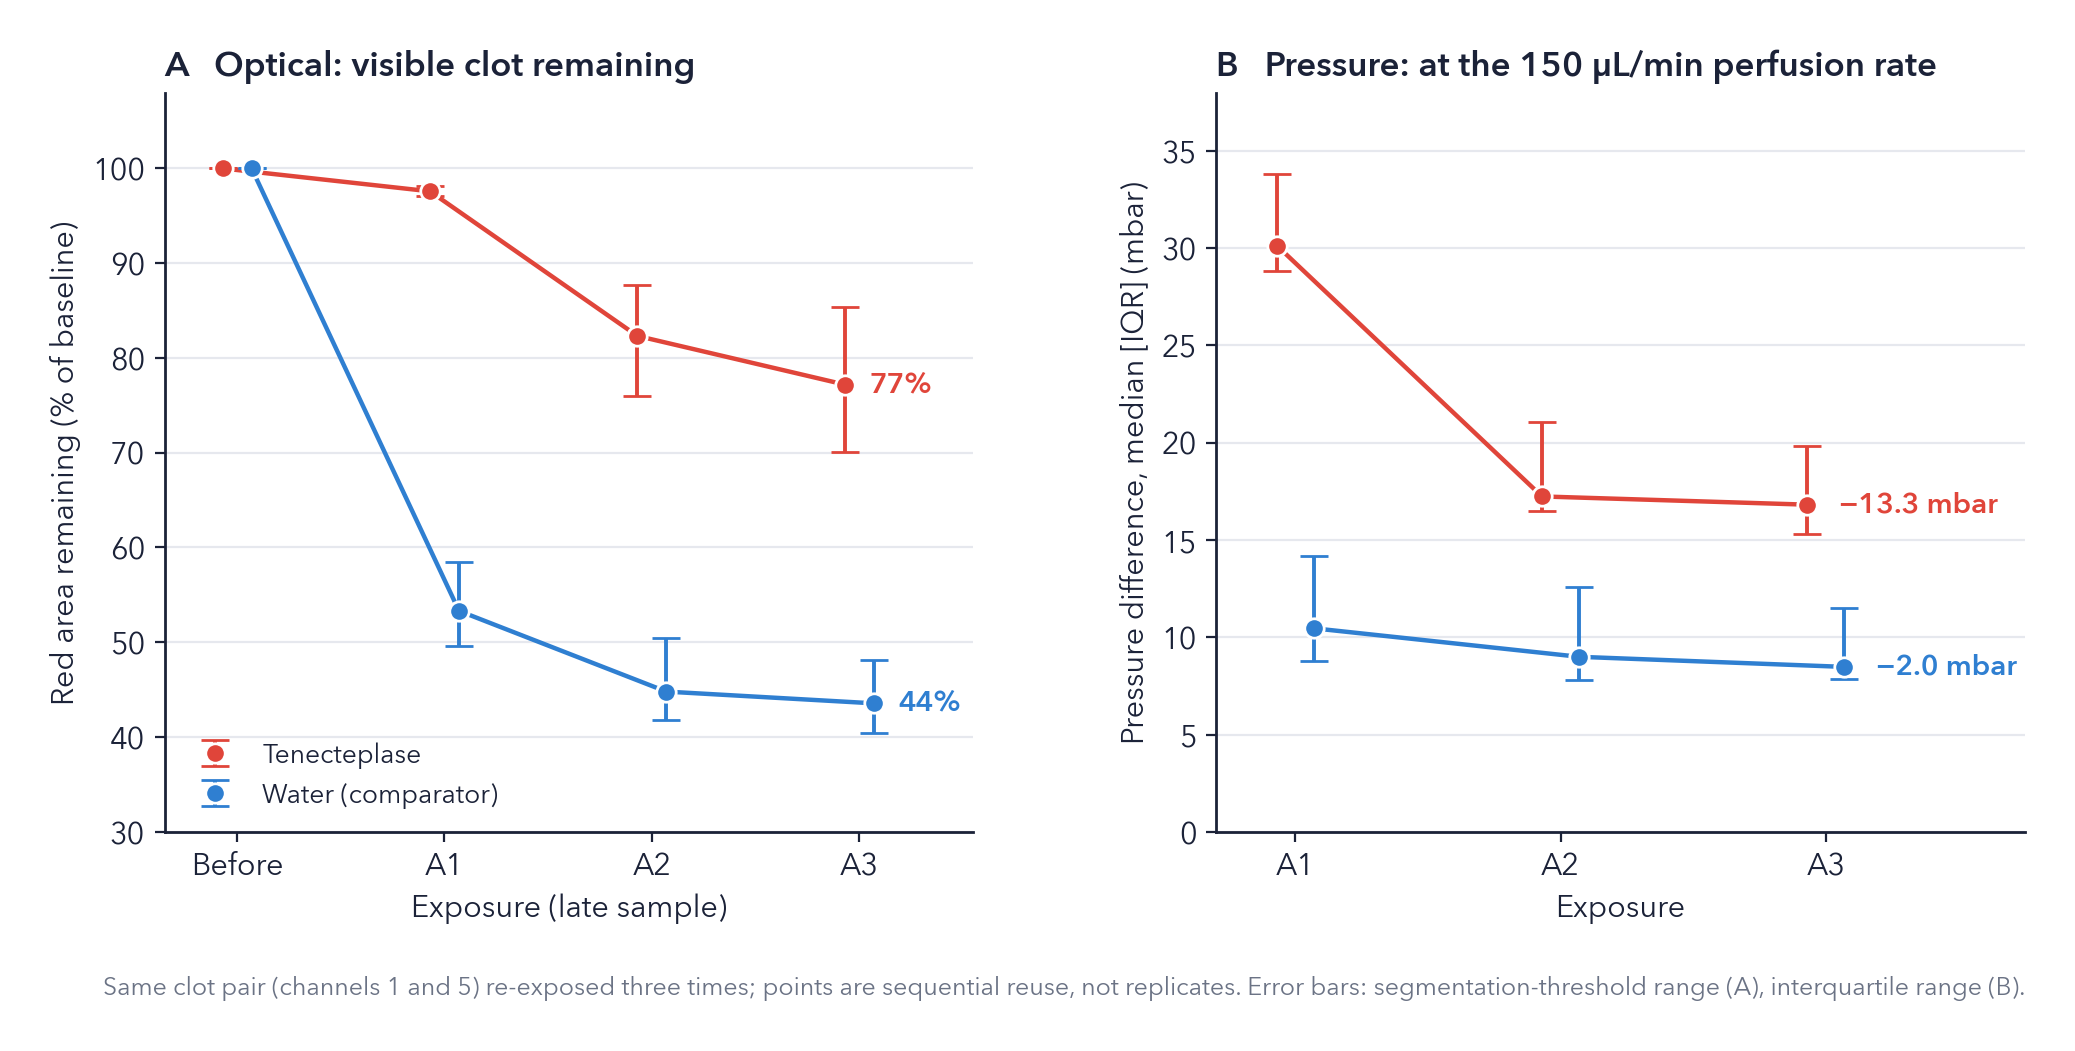 A Optical: visible clot remaining
Red area remaining (% of baseline)
100
90
80
70
60
50
40
30
77%
44%
Tenecteplase
Water (comparator)
Before A1 A2 A3
Exposure (late sample)
B Pressure: at the 150 µL/min perfusion rate
Pressure difference, median [IQR] (mbar)
35
30
25
20
15
10
5
0
−13.3 mbar
−2.0 mbar
A1 A2 A3
Exposure
Same clot pair (channels 1 and 5) re-exposed three times; points are sequential reuse, not replicates. Error bars: segmentation-threshold range (A), interquartile range (B).